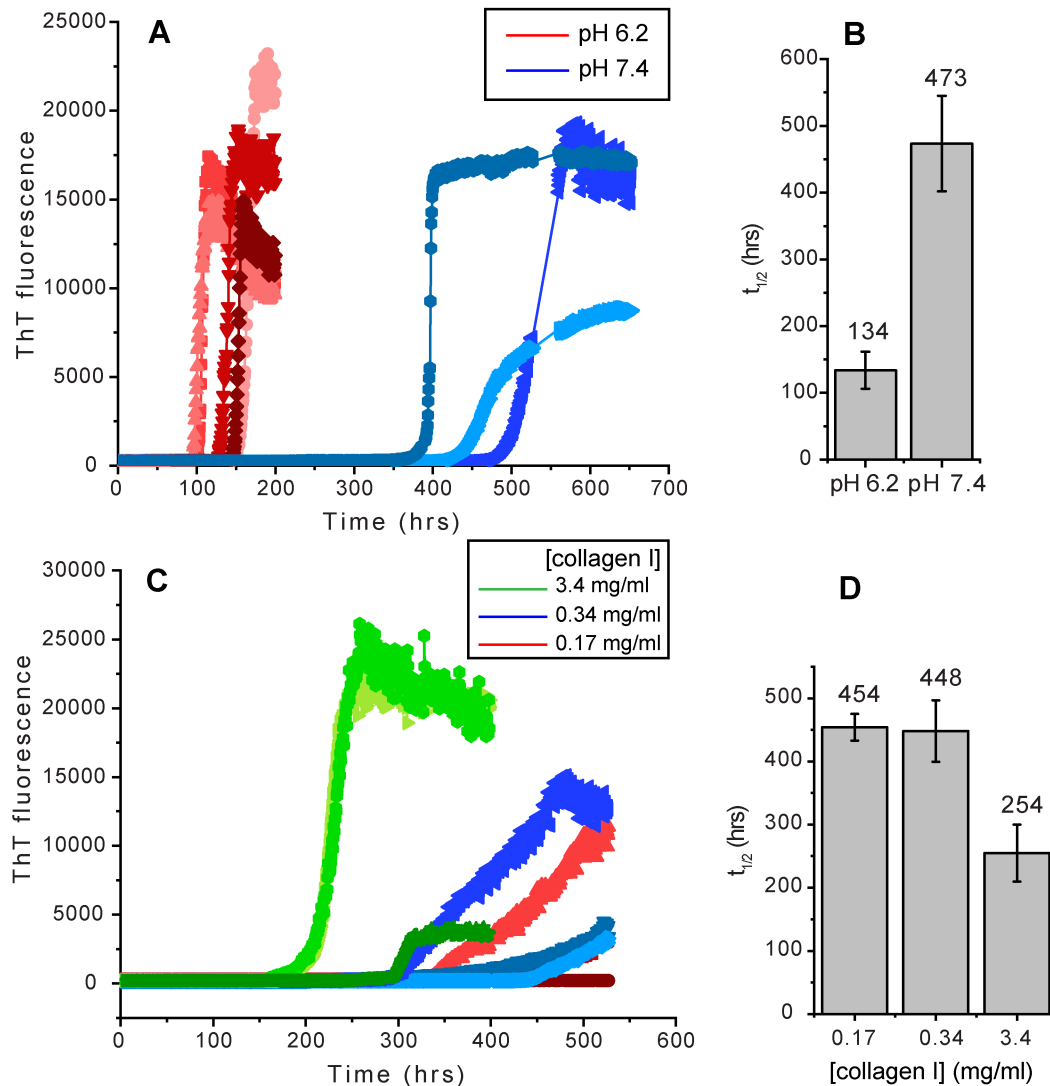 A
pH 6.2
pH 7.4
25000
20000
15000
10000
5000
0
ThT fluorescence
0 100 200 300 400 500 600 700
Time (hrs)
B
600
500
400
300
200
100
0
t1/2 (hrs)
134
473
pH 6.2 pH 7.4
C
[collagen I]
3.4 mg/ml
0.34 mg/ml
0.17 mg/ml
30000
25000
20000
15000
10000
5000
0
ThT fluorescence
0 100 200 300 400 500 600
Time (hrs)
D
500
400
300
200
100
0
t1/2 (hrs)
454
448
254
0.17 0.34 3.4
[collagen I] (mg/ml)